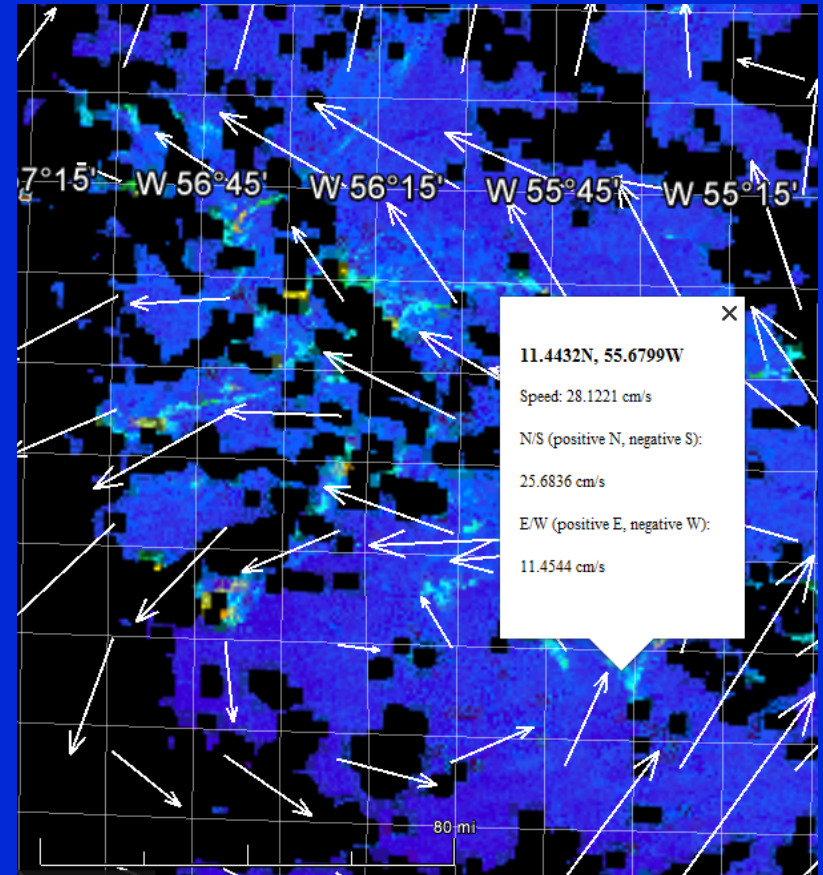 7°15'
W 56°45'
W 56°15'
W 55°45'
W 55°15'
11.4432N, 55.6799W
Speed: 28.1221 cm/s
N/S (positive N, negative S):
25.6836 cm/s
E/W (positive E, negative W):
11.4544 cm/s
80 mi